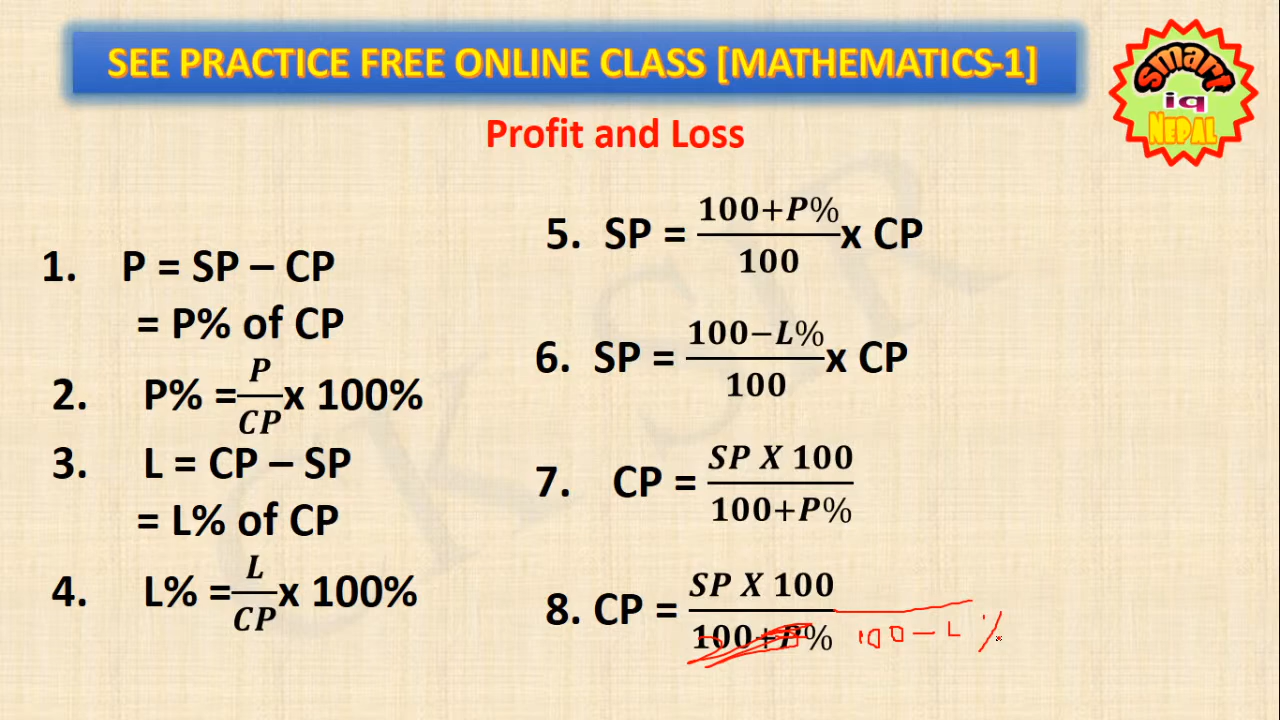 SEE PRACTICE FREE ONLINE CLASS [MATHEMATICS-1]
smart
iq
NEPAL
Profit and Loss
1. P = SP – CP
= P% of CP
2. P% = P/CP x 100%
3. L = CP – SP
= L% of CP
4. L% = L/CP x 100%
5. SP = 100+P%/100 x CP
6. SP = 100−L%/100 x CP
7. CP = SP X 100/100+P%
8. CP = SP X 100/100+P% 100 − L %
CK SIR